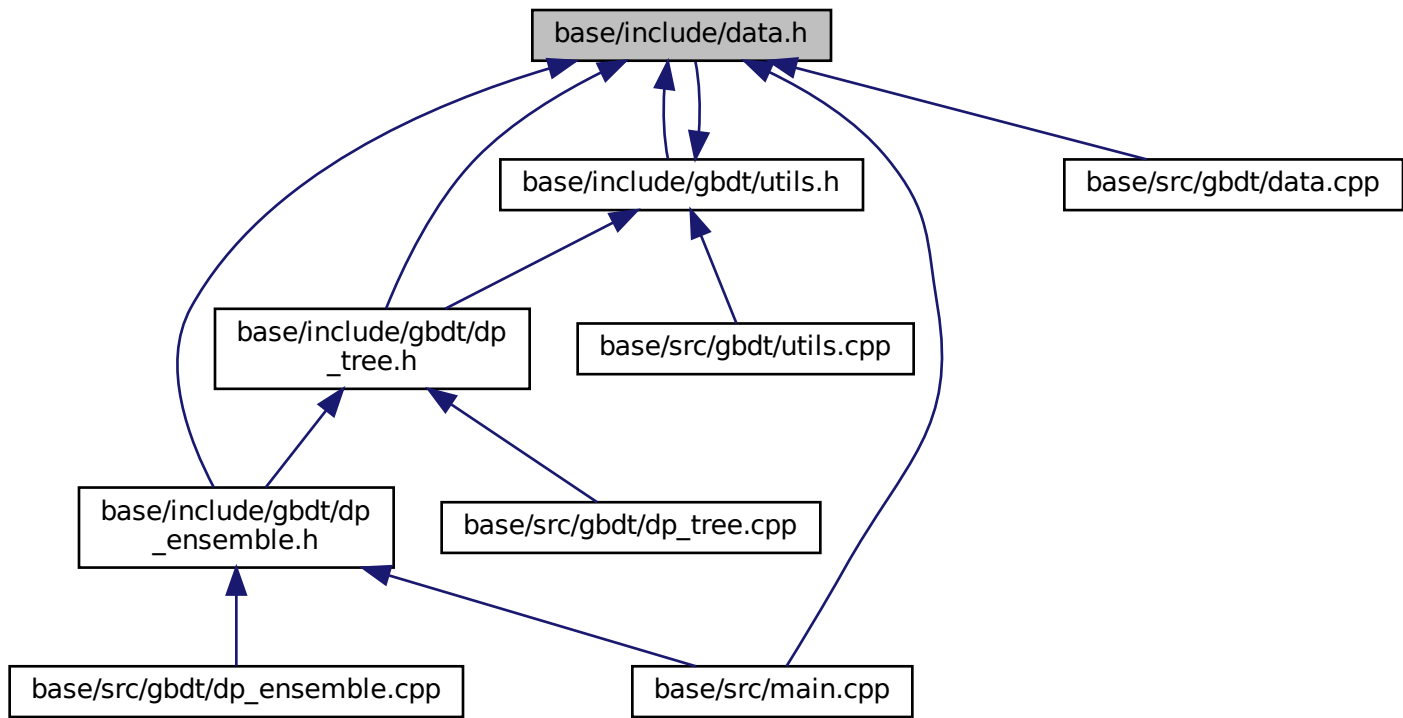 base/include/data.h
base/include/gbdt/utils.h
base/src/gbdt/data.cpp
base/include/gbdt/dp
_tree.h
base/src/gbdt/utils.cpp
base/include/gbdt/dp
_ensemble.h
base/src/gbdt/dp_tree.cpp
base/src/gbdt/dp_ensemble.cpp
base/src/main.cpp